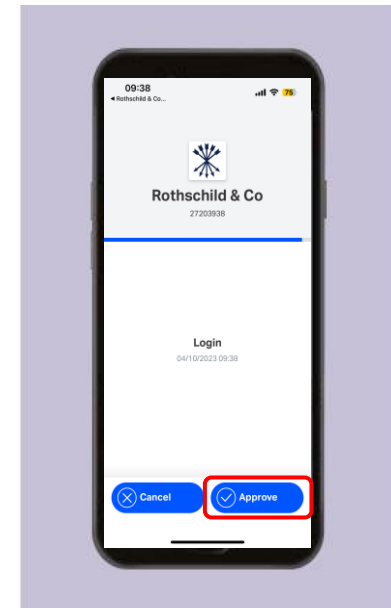 09:38
75
◀ Rothschild & Co...
Rothschild & Co
27203938
Login
04/10/2023 09:38
Cancel
Approve